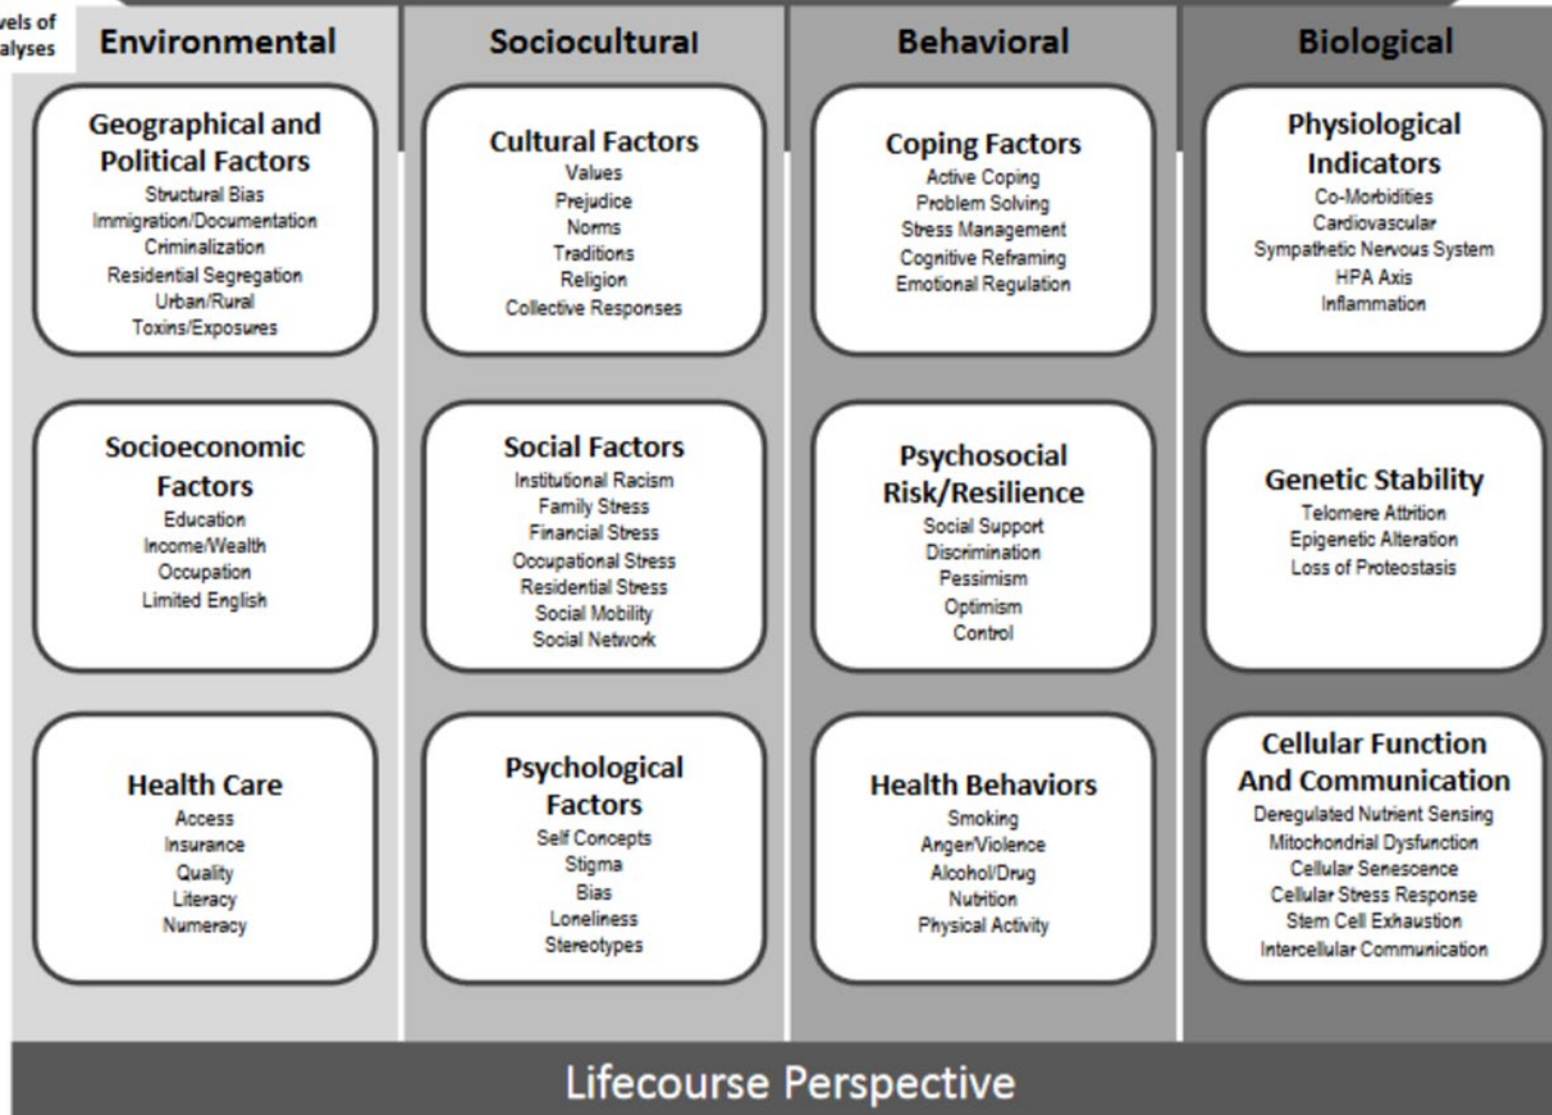 Environmental
Geographical and
Political Factors
Structural Bias
Immigration/Documentation
Criminalization
Residential Segregation
Urban/Rural
Toxins/Exposures
Socioeconomic
Factors
Education
Income/Wealth
Occupation
Limited English
Health Care
Access
Insurance
Quality
Literacy
Numeracy
Sociocultural
Cultural Factors
Values
Prejudice
Norms
Traditions
Religion
Collective Responses
Social Factors
Institutional Racism
Family Stress
Financial Stress
Occupational Stress
Residential Stress
Social Mobility
Social Network
Psychological
Factors
Self Concepts
Stigma
Bias
Loneliness
Stereotypes
Behavioral
Coping Factors
Active Coping
Problem Solving
Stress Management
Cognitive Reframing
Emotional Regulation
Psychosocial
Risk/Resilience
Social Support
Discrimination
Pessimism
Optimism
Control
Health Behaviors
Smoking
Anger/Violence
Alcohol/Drug
Nutrition
Physical Activity
Biological
Physiological
Indicators
Co-Morbidities
Cardiovascular
Sympathetic Nervous System
HPA Axis
Inflammation
Genetic Stability
Telomere Attrition
Epigenetic Alteration
Loss of Proteostasis
Cellular Function
And Communication
Deregulated Nutrient Sensing
Mitochondrial Dysfunction
Cellular Senescence
Cellular Stress Response
Stem Cell Exhaustion
Intercellular Communication
Lifecourse Perspective